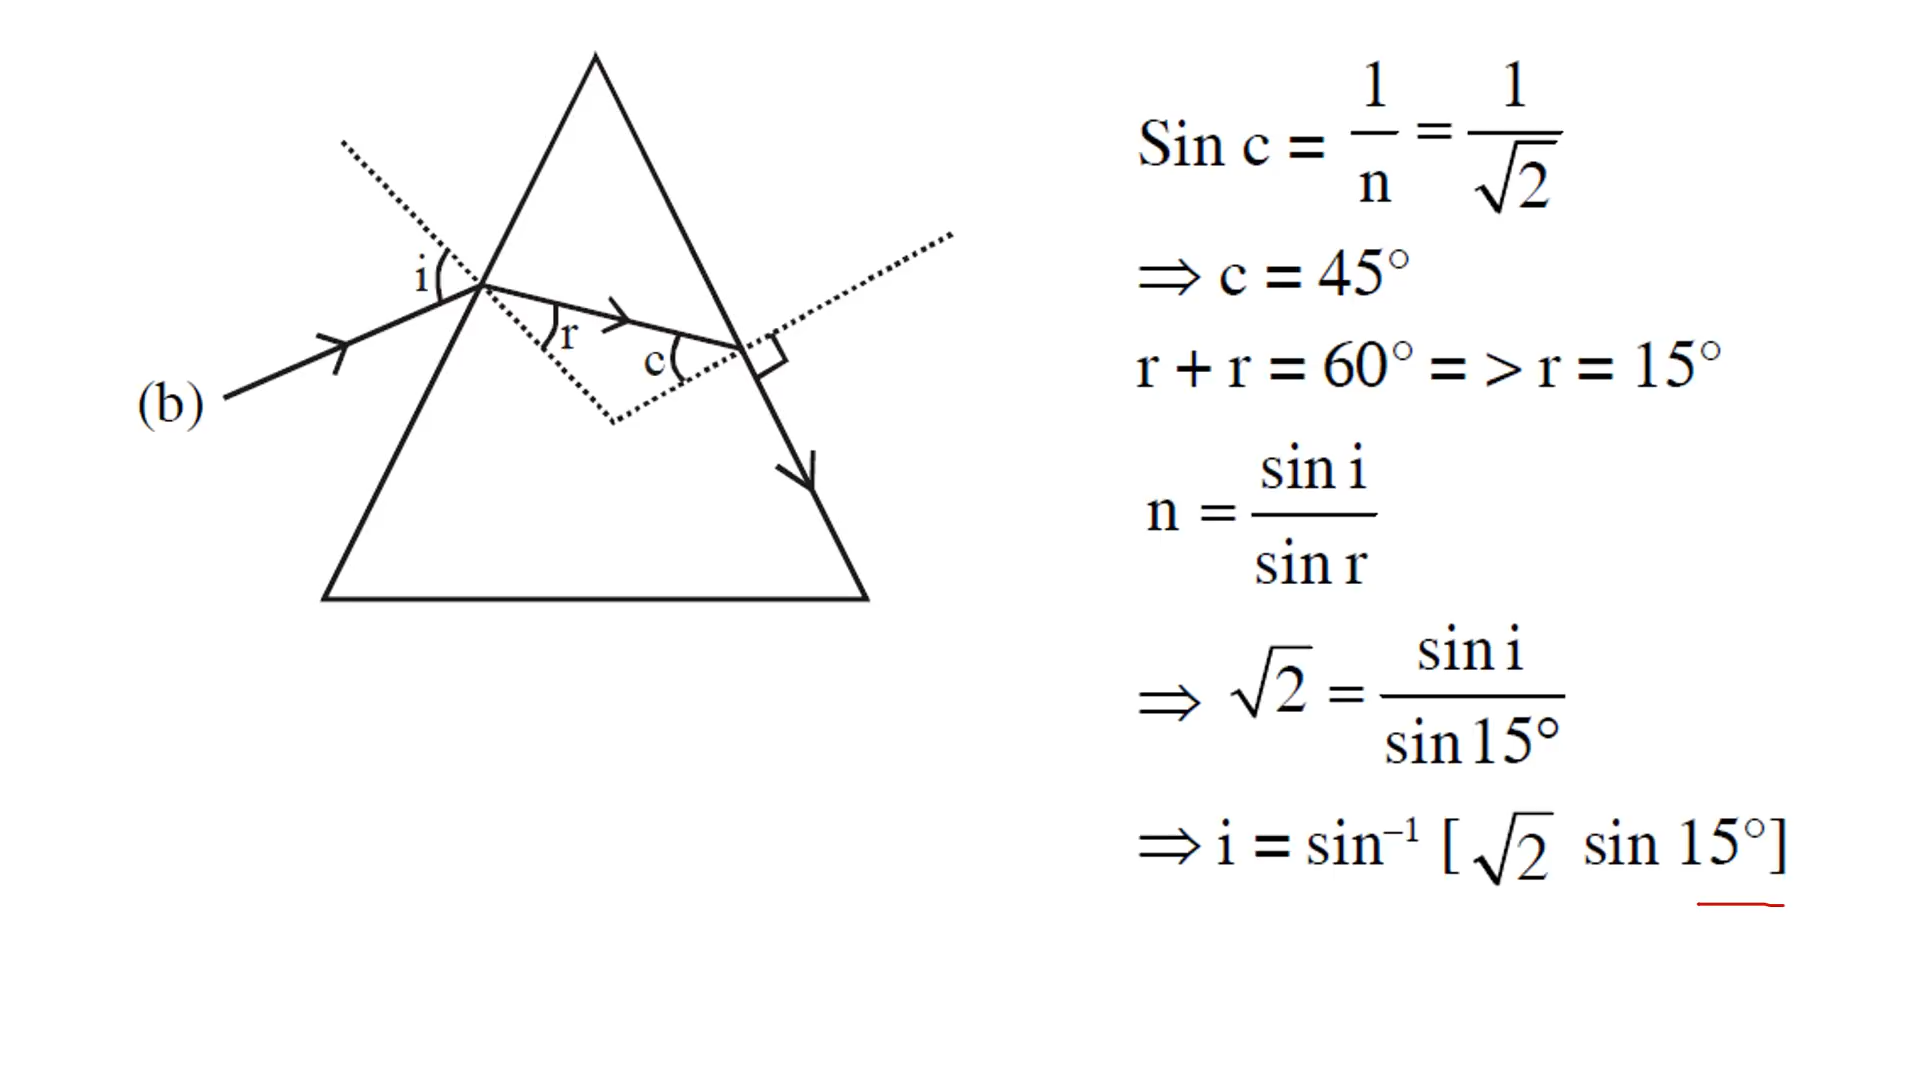 (b)
i
r
c
Sin c = 1/n = 1/√2
⇒ c = 45°
r + r = 60° = > r = 15°
n = sin i/sin r
⇒ √2 = sin i/sin 15°
⇒ i = sin⁻¹ [√2 sin 15°]